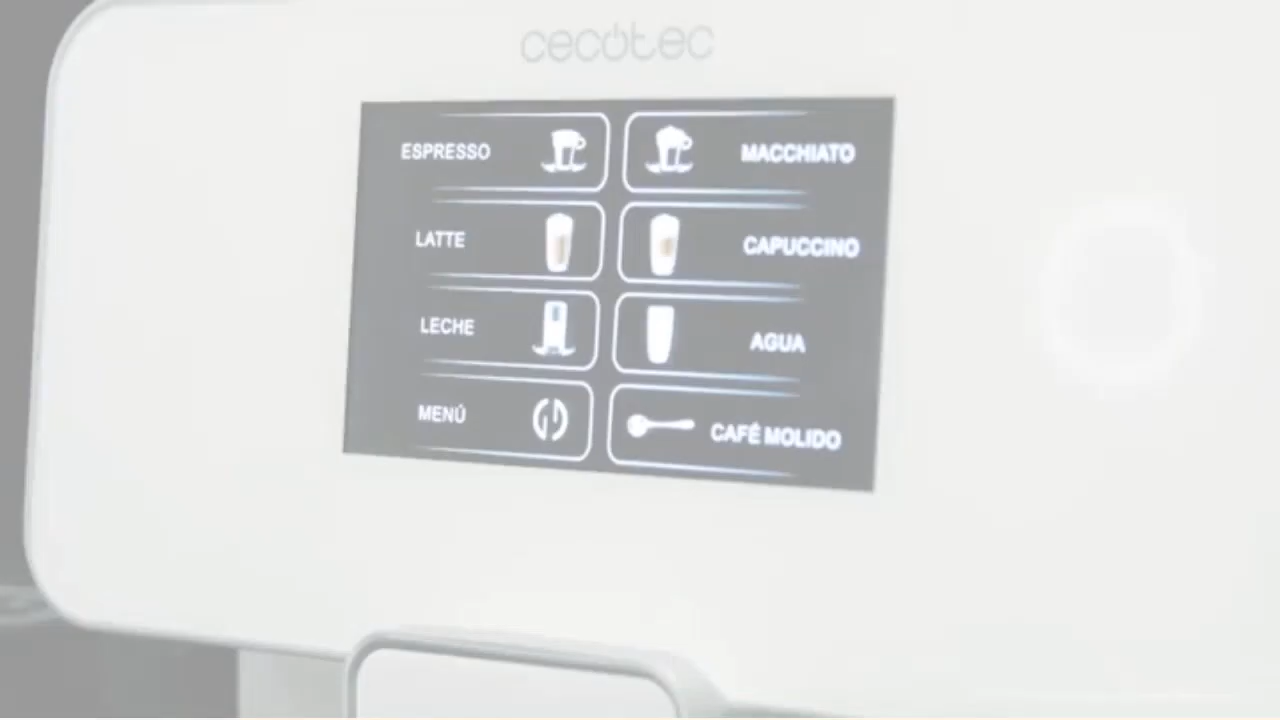 cecotec
ESPRESSO
MACCHIATO
LATTE
CAPUCCINO
LECHE
AGUA
MENÚ
CAFÉ MOLIDO